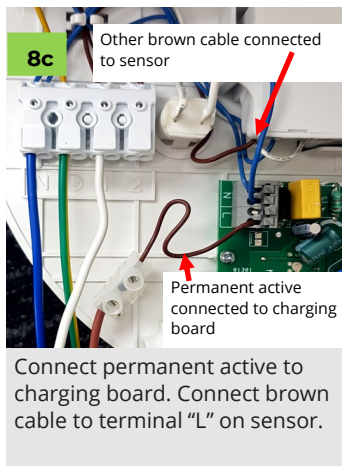 8c
Other brown cable connected
to sensor
N
L
N
2
Permanent active
connected to charging
board
Connect permanent active to
charging board. Connect brown
cable to terminal “L” on sensor.